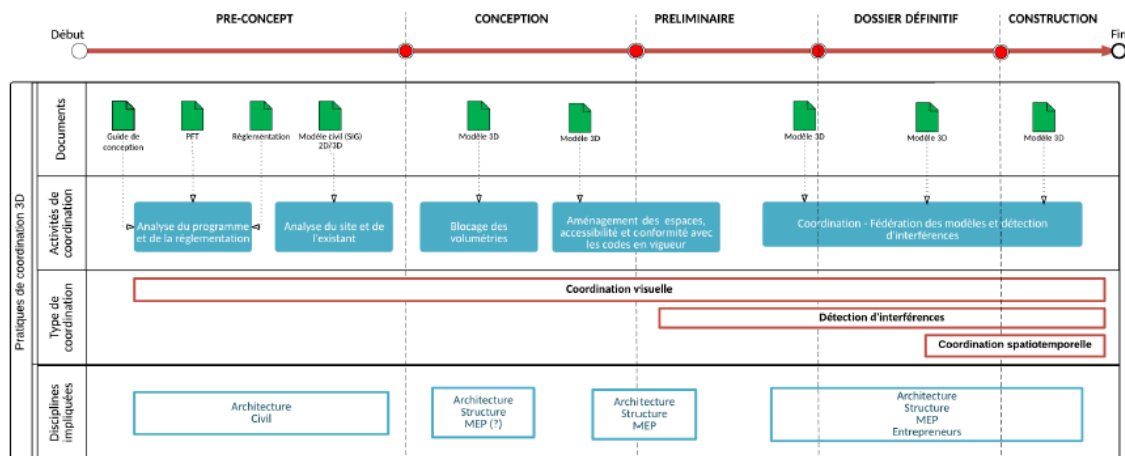 PRE-CONCEPT
CONCEPTION
PRELIMINAIRE
DOSSIER DÉFINITIF
CONSTRUCTION
Début
Fin
Pratiques de coordination 3D
Documents
Guide de
conception
PFT
Règlementation
Modèle civil (SIG)
2D/3D
Modèle 3D
Modèle 3D
Modèle 3D
Modèle 3D
Modèle 3D
Activités de
coordination
Analyse du programme
et de la réglementation
Analyse du site et de
l'existant
Blocage des
volumétries
Aménagement des espaces,
accessibilité et conformité avec
les codes en vigueur
Coordination - Fédération des modèles et détection
d'interférences
Type de
coordination
Coordination visuelle
Détection d'interférences
Coordination spatiotemporelle
Disciplines
impliquées
Architecture
Civil
Architecture
Structure
MEP (?)
Architecture
Structure
MEP
Architecture
Structure
MEP
Entrepreneurs